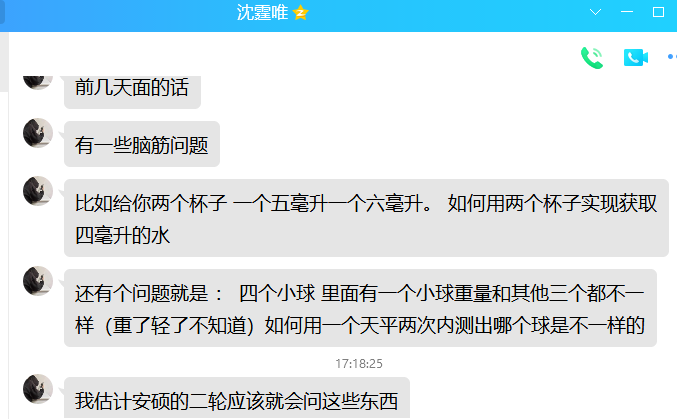 沈霆唯
前几天面的话
有一些脑筋问题
比如给你两个杯子 一个五毫升一个六毫升。 如何用两个杯子实现获取
四毫升的水
还有个问题就是 ： 四个小球 里面有一个小球重量和其他三个都不一
样（重了轻了不知道）如何用一个天平两次内测出哪个球是不一样的
17:18:25
我估计安硕的二轮应该就会问这些东西